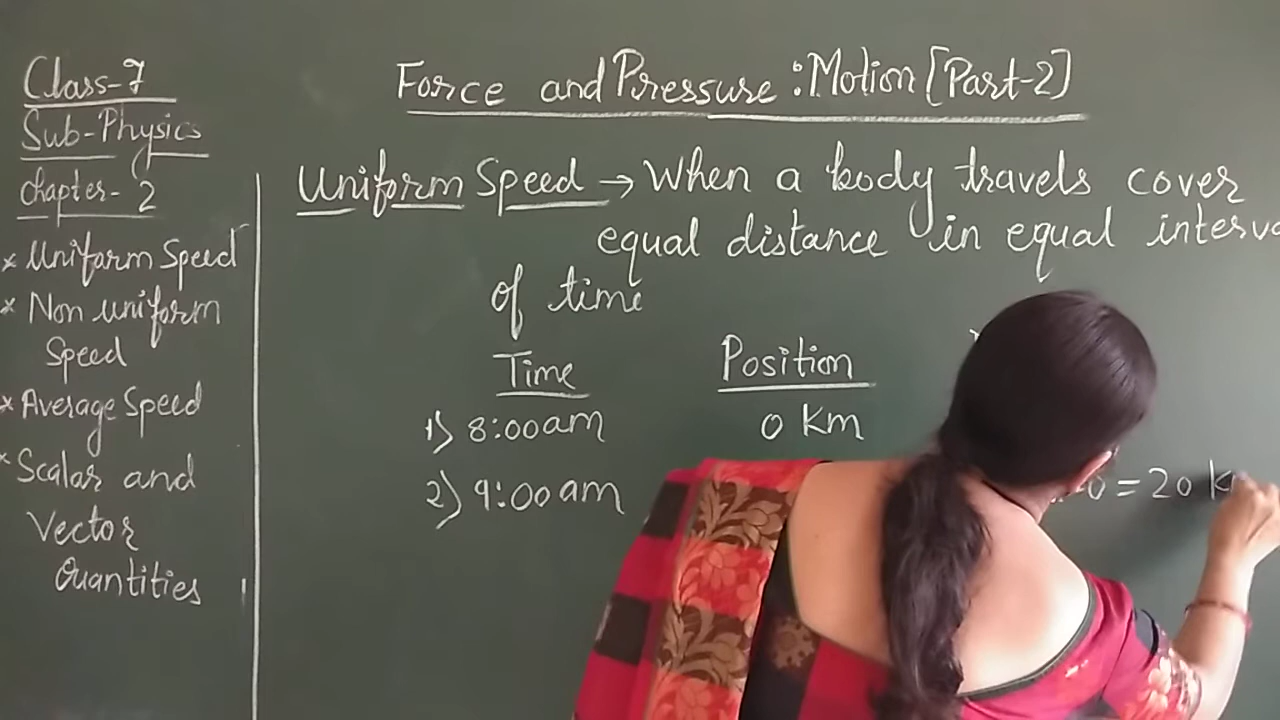 Class-7
Sub-Physics
Chapter-2
* Uniform Speed
* Non uniform
Speed
* Average Speed
* Scalar and
Vector
Quantities
Force and Pressure: Motion [Part-2]
Uniform Speed → When a body travels cover
equal distance in equal interva
of time
Time Position
1) 8:00am 0 Km
2) 9:00am 0 = 20 K